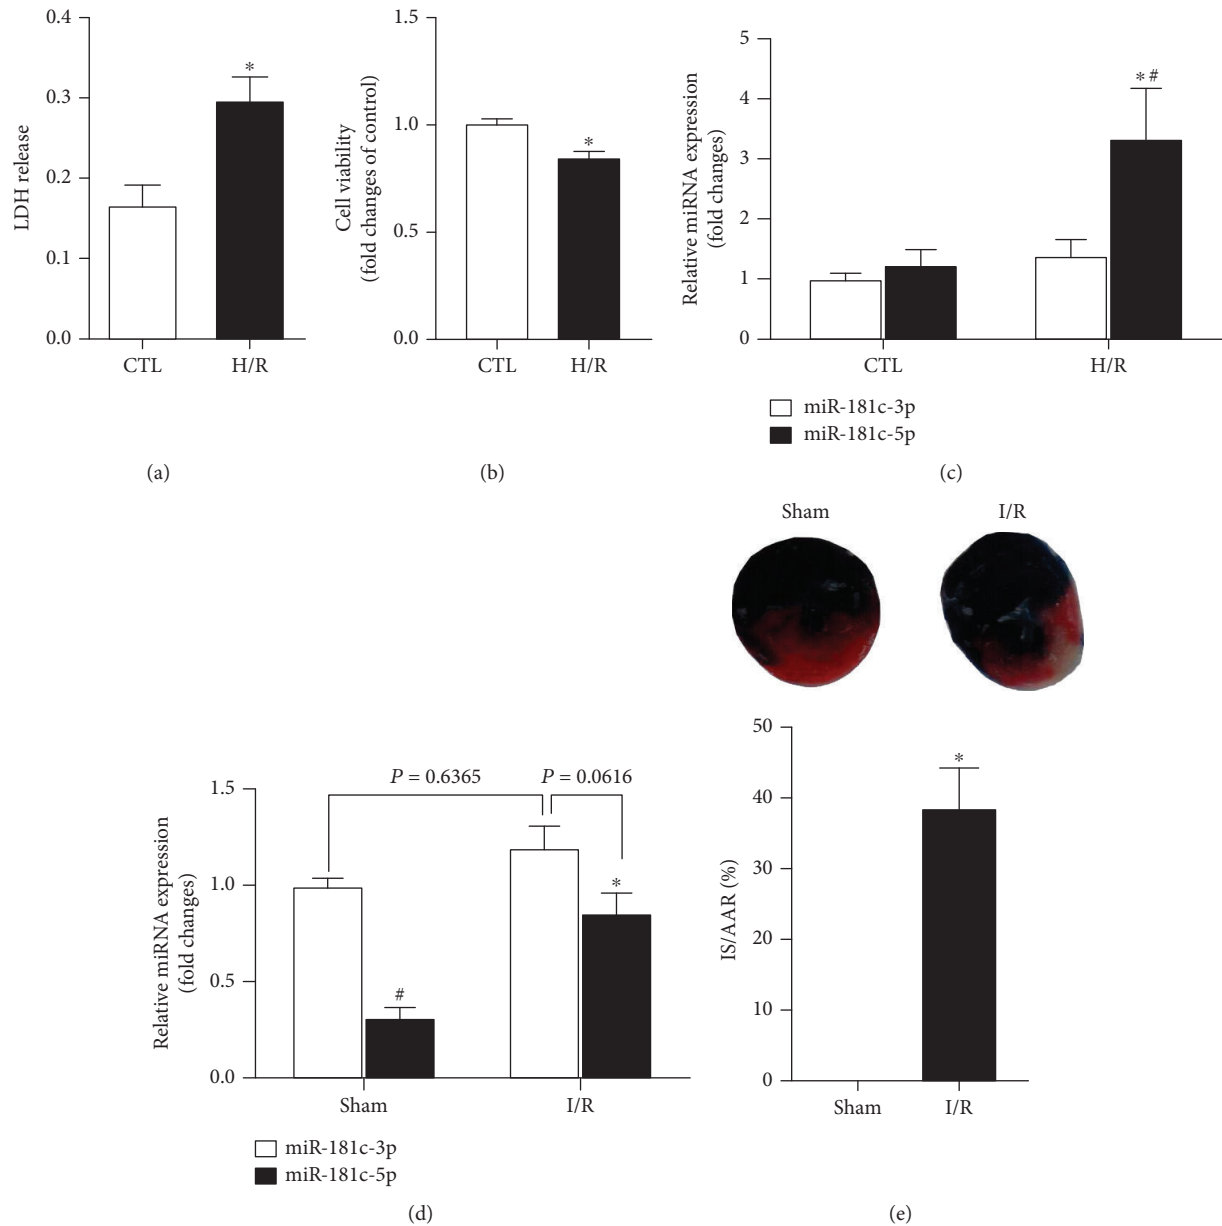 0.4
0.3
0.2
0.1
0.0
LDH release
*
CTL
H/R
(a)
1.5
1.0
0.5
0.0
Cell viability
(fold changes of control)
*
CTL
H/R
(b)
5
4
3
2
1
0
Relative miRNA expression
(fold changes)
* #
CTL
H/R
miR-181c-3p
miR-181c-5p
(c)
1.5
1.0
0.5
0.0
Relative miRNA expression
(fold changes)
P = 0.6365
P = 0.0616
#
*
Sham
I/R
miR-181c-3p
miR-181c-5p
(d)
Sham
I/R
50
40
30
20
10
0
IS/AAR (%)
*
Sham
I/R
(e)